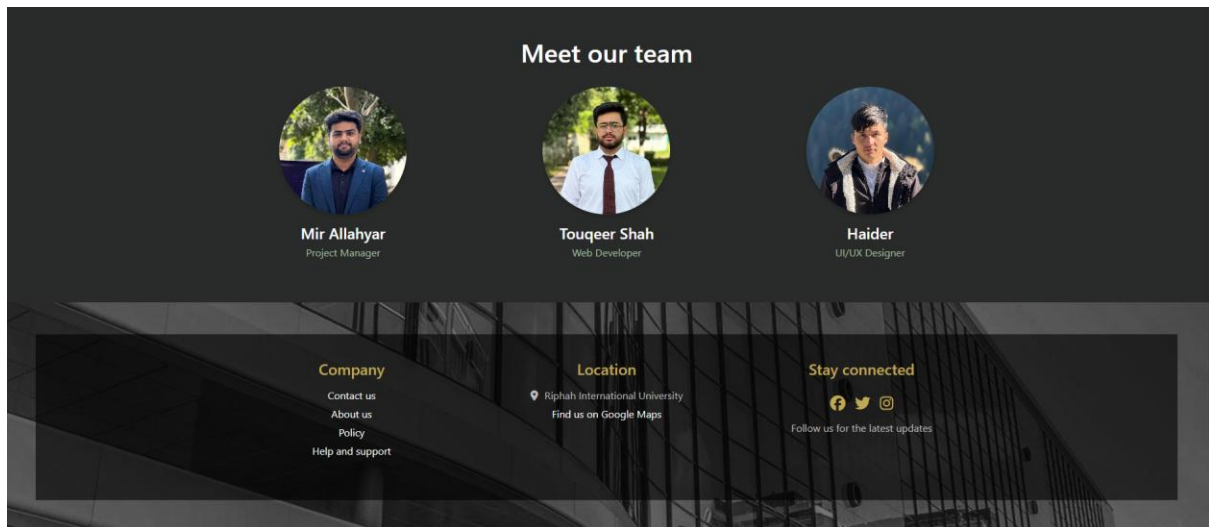 Meet our team
Mir Allahyar
Project Manager
Touqeer Shah
Web Developer
Haider
UI/UX Designer
Company
Contact us
About us
Policy
Help and support
Location
Riphah International University
Find us on Google Maps
Stay connected
Follow us for the latest updates